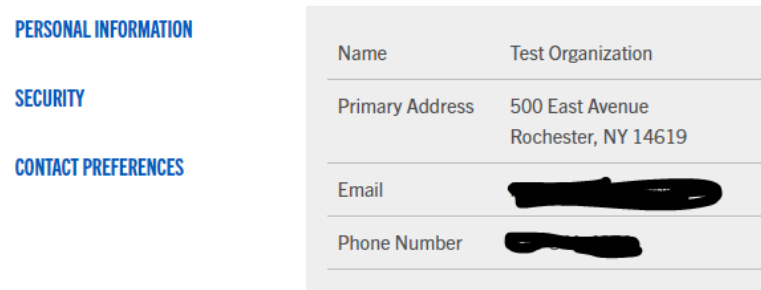 PERSONAL INFORMATION
SECURITY
CONTACT PREFERENCES
Name Test Organization
Primary Address 500 East Avenue
Rochester, NY 14619
Email
Phone Number